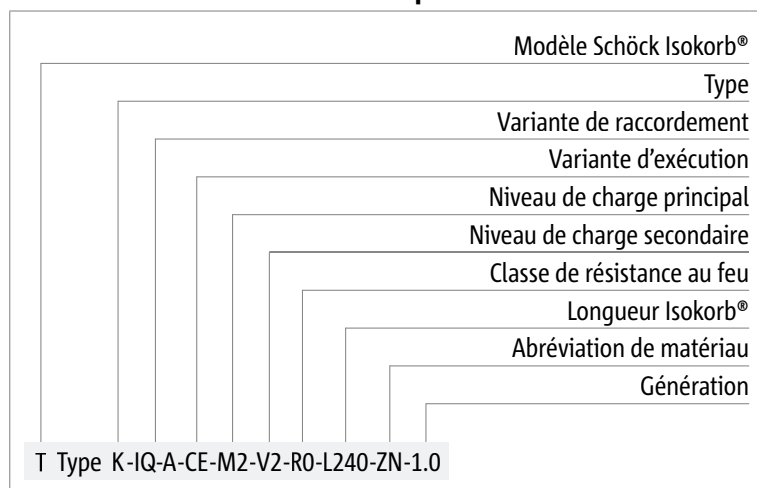 Modèle Schöck Isokorb®
Type
Variante de raccordement
Variante d'exécution
Niveau de charge principal
Niveau de charge secondaire
Classe de résistance au feu
Longueur Isokorb®
Abréviation de matériau
Génération
T Type K-IQ-A-CE-M2-V2-R0-L240-ZN-1.0